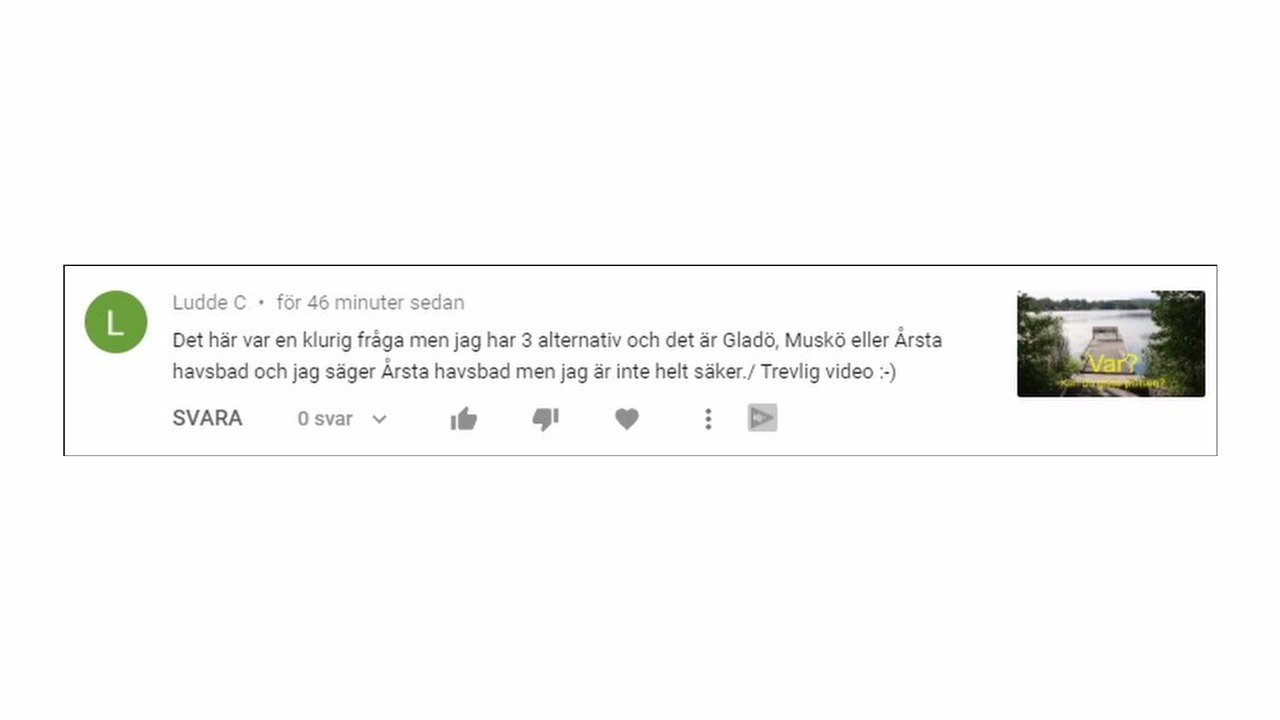 L
Ludde C • för 46 minuter sedan
Det här var en klurig fråga men jag har 3 alternativ och det är Gladö, Muskö eller Årsta
havsbad och jag säger Årsta havsbad men jag är inte helt säker./ Trevlig video :-)
SVARA 0 svar
Var?